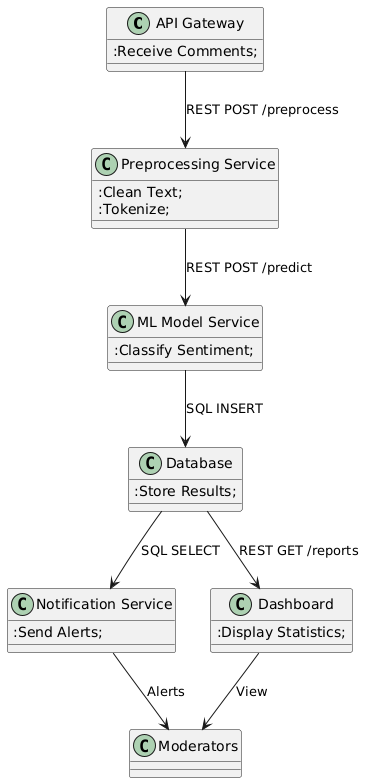 C API Gateway
:Receive Comments;
REST POST /preprocess
C Preprocessing Service
:Clean Text;
:Tokenize;
REST POST /predict
C ML Model Service
:Classify Sentiment;
SQL INSERT
C Database
:Store Results;
SQL SELECT
REST GET /reports
C Notification Service
:Send Alerts;
C Dashboard
:Display Statistics;
Alerts
View
C Moderators